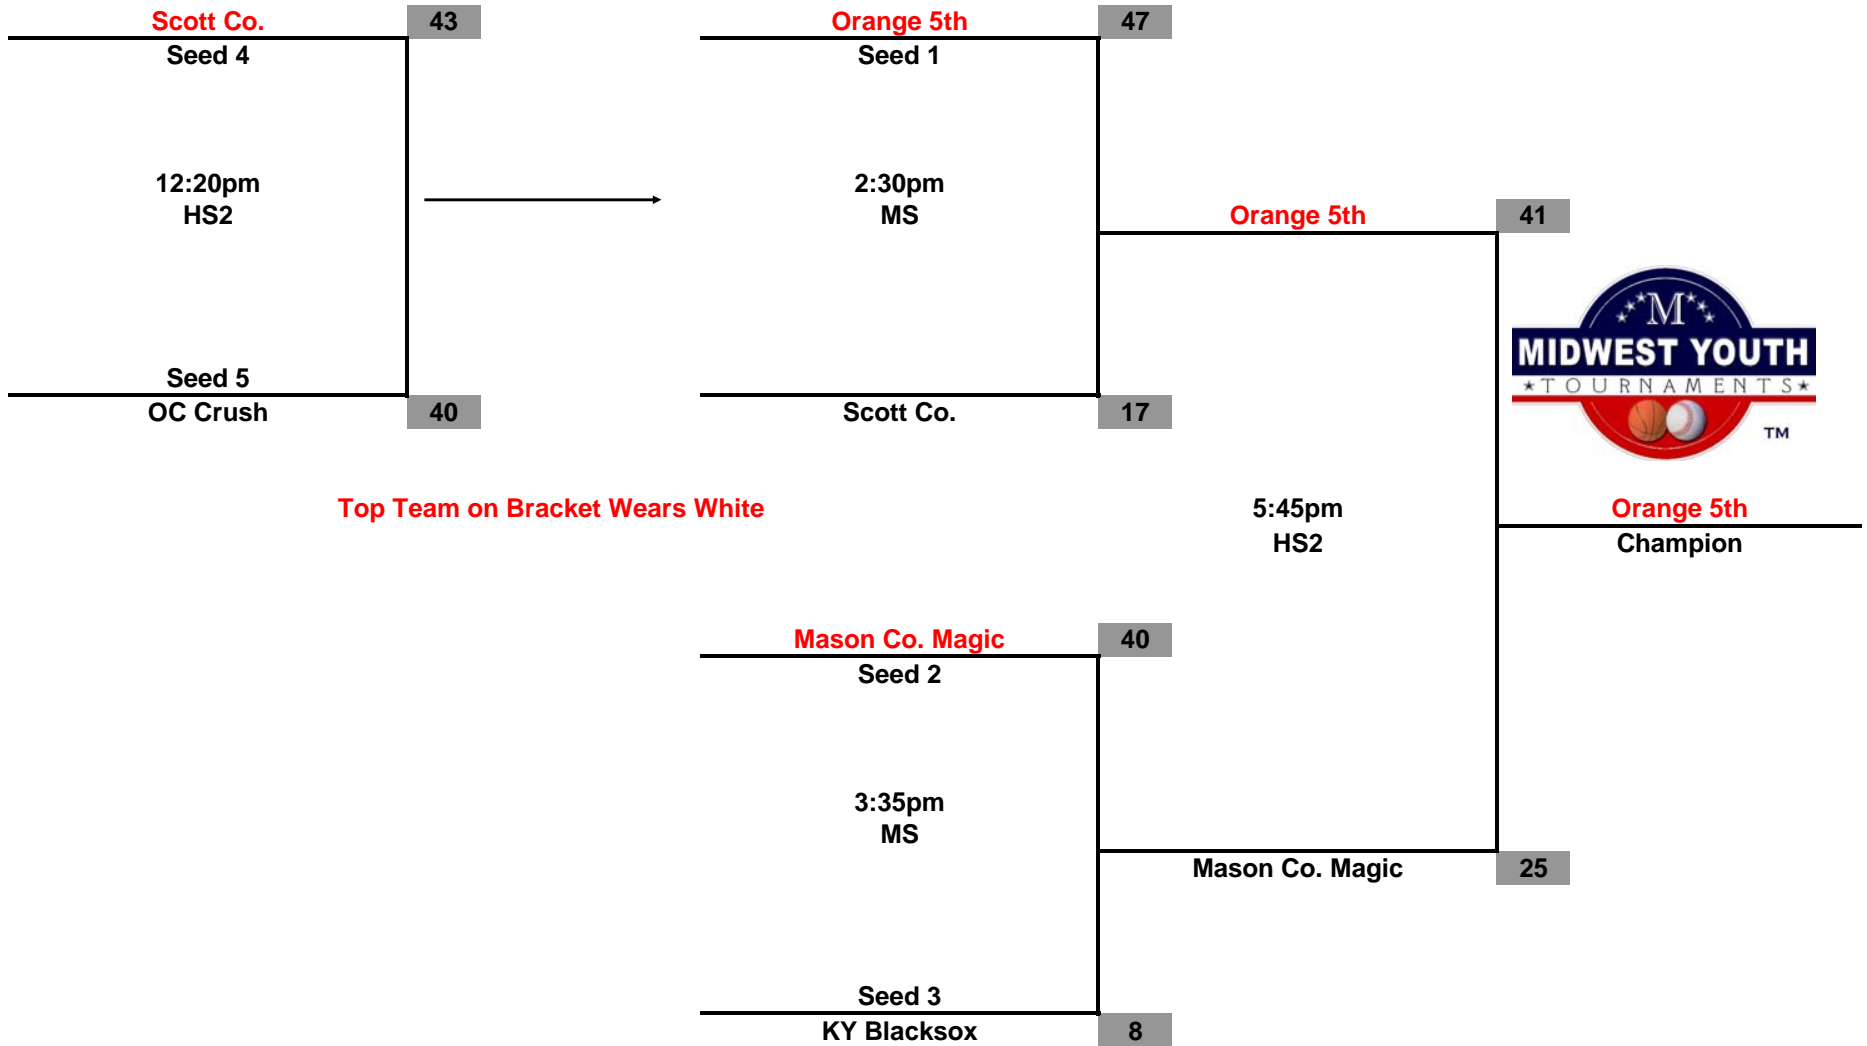 Scott Co. 43
Seed 4
12:20pm
HS2
Seed 5
OC Crush 40
Orange 5th 47
Seed 1
2:30pm
MS
Scott Co. 17
Orange 5th 41
M
MIDWEST YOUTH
TOURNAMENTS
TM
Top Team on Bracket Wears White
5:45pm
HS2
Orange 5th
Champion
Mason Co. Magic 40
Seed 2
3:35pm
MS
Mason Co. Magic 25
Seed 3
KY Blacksox 8